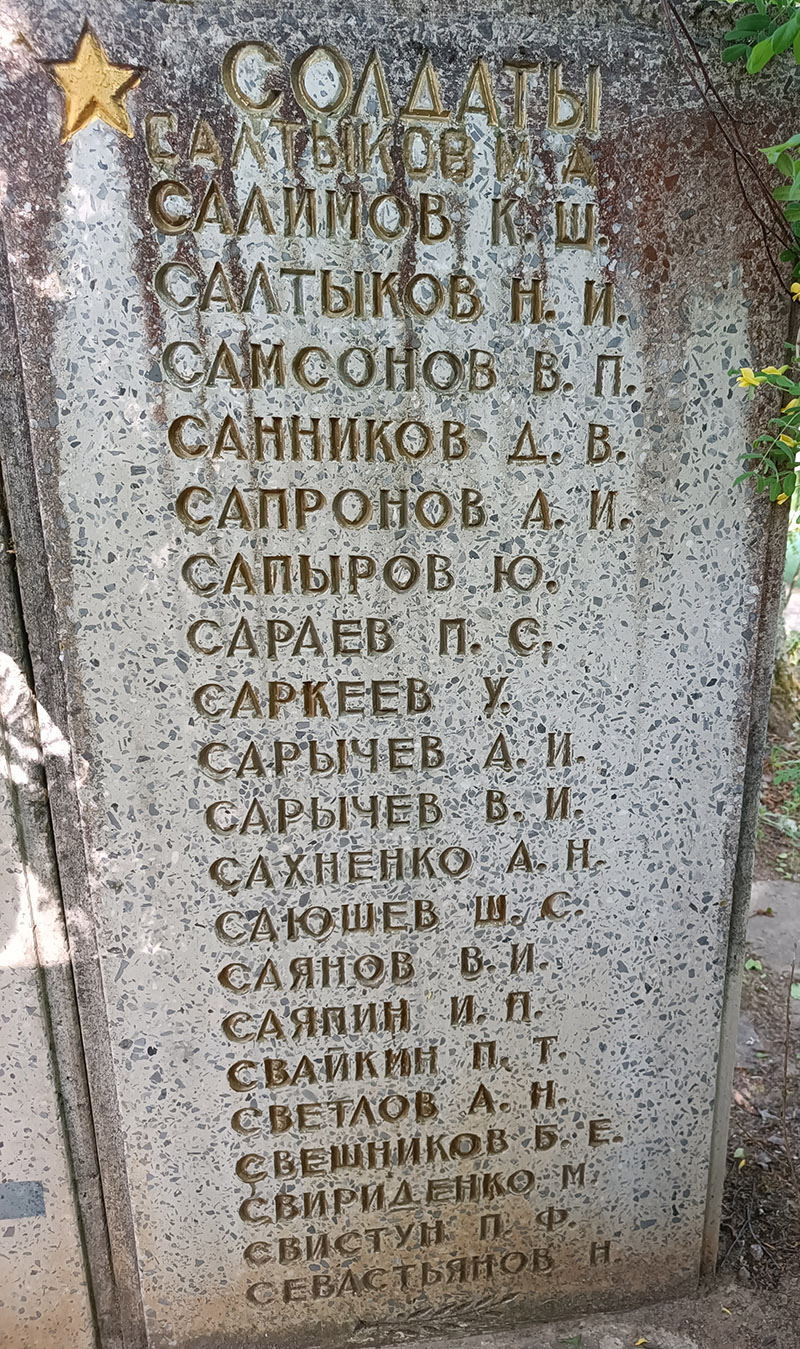 СОЛДАТЫ
САЛТЫКОВ М. А
САЛИМОВ К. Ш.
САЛТЫКОВ Н. И.
САМСОНОВ В. П.
САННИКОВ Д. В.
САПРОНОВ А. И.
САПЫРОВ Ю.
САРАЕВ П. С.
САРКЕЕВ У.
САРЫЧЕВ А. И.
САРЫЧЕВ В. И.
САХНЕНКО А. Н.
САЮШЕВ Ш. С.
САЯНОВ В. И.
САЯПИН И. П.
СВАЙКИН П. Т.
СВЕТЛОВ А. Н.
СВЕШНИКОВ Б. Е.
СВИРИДЕНКО М.
СВИСТУН П. Ф.
СЕВАСТЬЯНОВ Н.